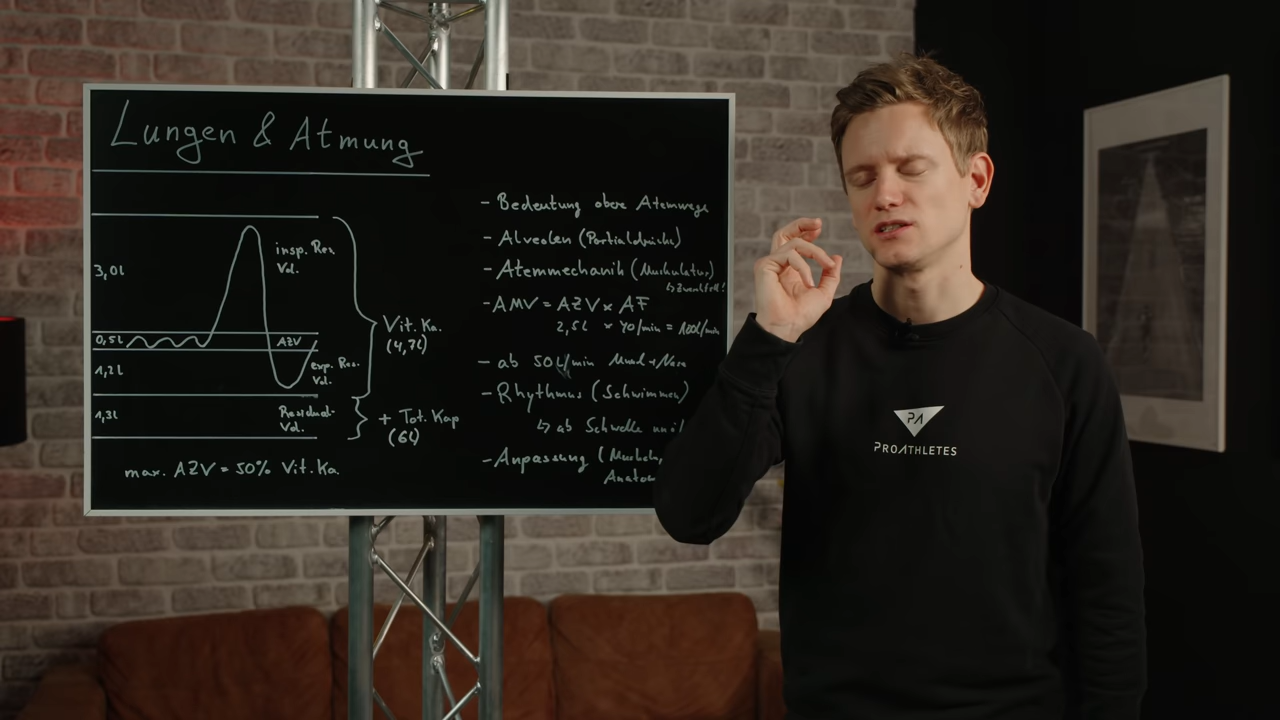 Lungen & Atmung
3,0l
insp. Res
Vol.
0,5l
AZV
1,2l
exp. Res.
Vol.
1,3l
Residual-
Vol.
Vit. Ka.
(4,7l)
+ Tot. Kap
(6l)
max. AZV = 50% Vit. Ka.
- Bedeutung obere Atemwege
- Alveolen (Partialdrücke)
- Atemmechanik (Muskulatur)
↳ Zwerchfell!
- AMV = AZV x AF
2,5l x 40/min = 100l/min
- ab 50l/min Mund + Nase
- Rhythmus (Schwimmen)
↳ ab Schwelle
- Anpassung (Muskeln,
PA
PROATHLETES